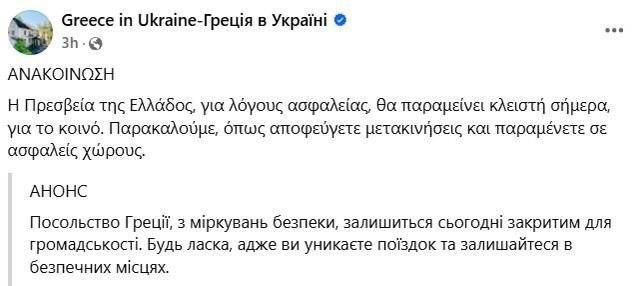 Greece in Ukraine-Греція в Україні
3h ·
ΑΝΑΚΟΙΝΩΣΗ
Η Πρεσβεία της Ελλάδος, για λόγους ασφαλείας, θα παραμείνει κλειστή σήμερα,
για το κοινό. Παρακαλούμε, όπως αποφεύγετε μετακινήσεις και παραμένετε σε
ασφαλείς χώρους.
АНОНС
Посольство Греції, з міркувань безпеки, залишиться сьогодні закритим для
громадськості. Будь ласка, адже ви уникаєте поїздок та залишайтеся в
безпечних місцях.